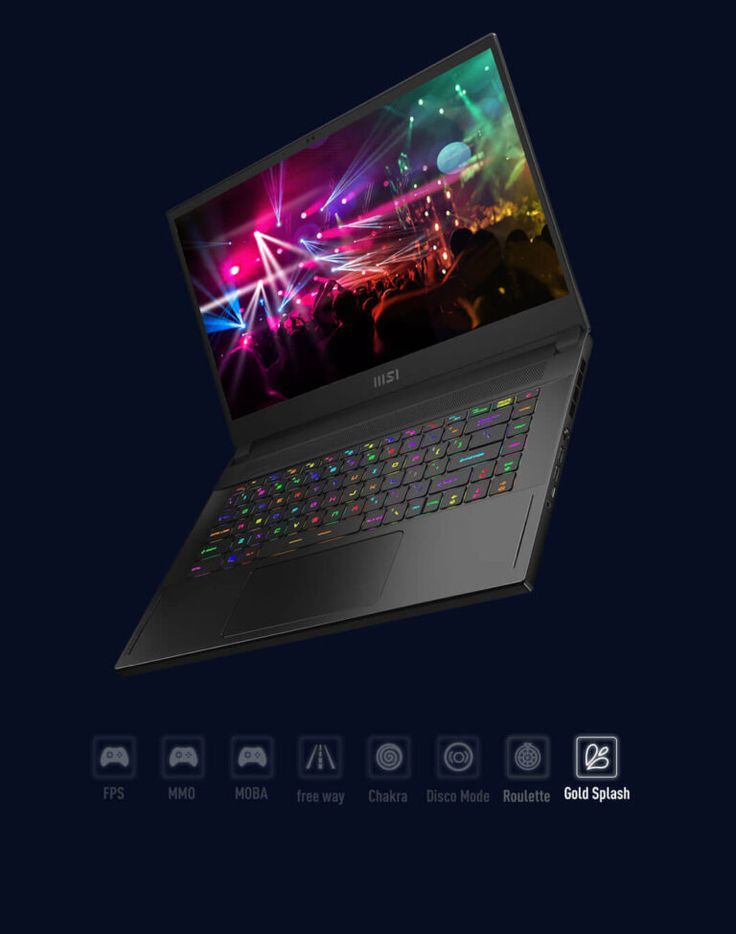 msi
FPS
MMO
MOBA
free way
Chakra
Disco Mode
Roulette
Gold Splash